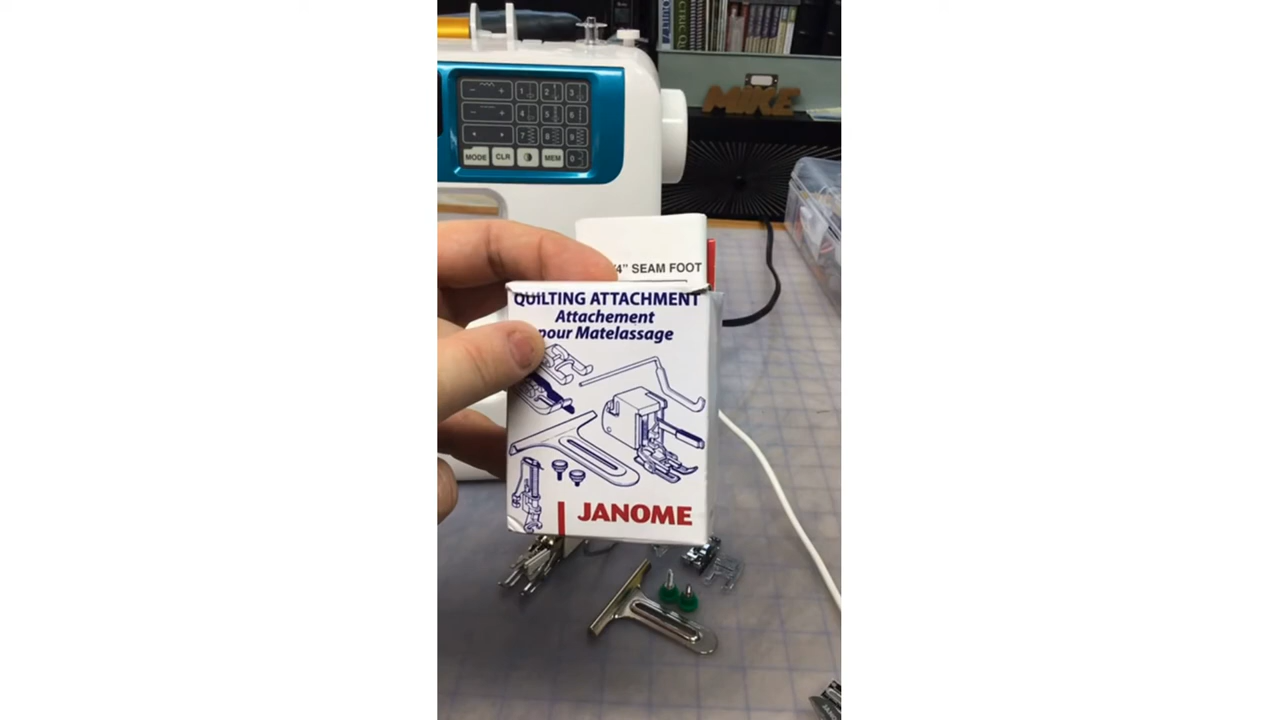 1 2 3
4 5 6
7 8 9
MODE CLR MEM 0
MIKE
/4" SEAM FOOT
QUILTING ATTACHMENT
Attachement
pour Matelassage
JANOME